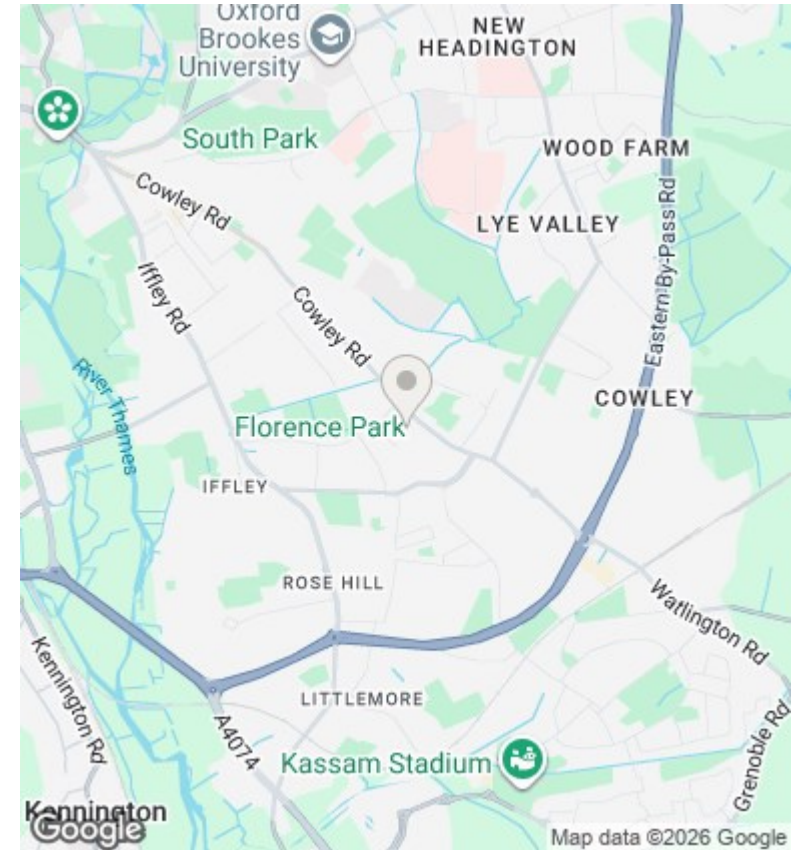 Oxford
Brookes
University
NEW
HEADINGTON
South Park
WOOD FARM
Cowley Rd
LYE VALLEY
Eastern By-Pass Rd
Iffley Rd
Cowley Rd
River Thames
COWLEY
Florence Park
IFFLEY
ROSE HILL
Watlington Rd
Kennington Rd
LITTLEMORE
A4074
Kassam Stadium
Grenoble Rd
Kennington
Google
Map data ©2026 Google